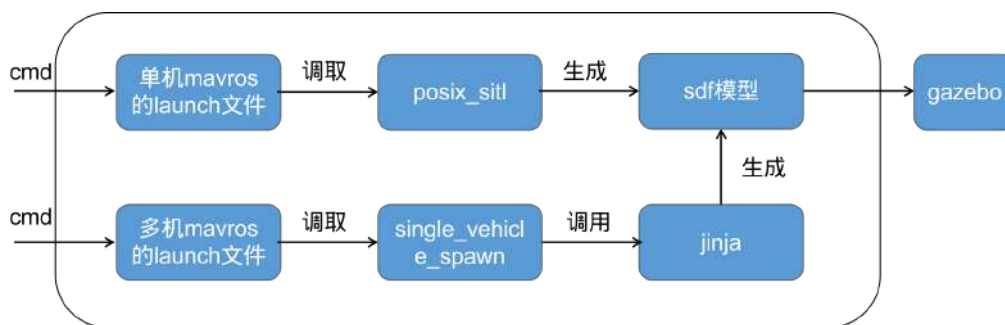 cmd
单机mavros
的launch文件
调取
posix_sitl
生成
sdf模型
gazebo
生成
cmd
多机mavros
的launch文件
调取
single_vehicl
e_spawn
调用
jinja